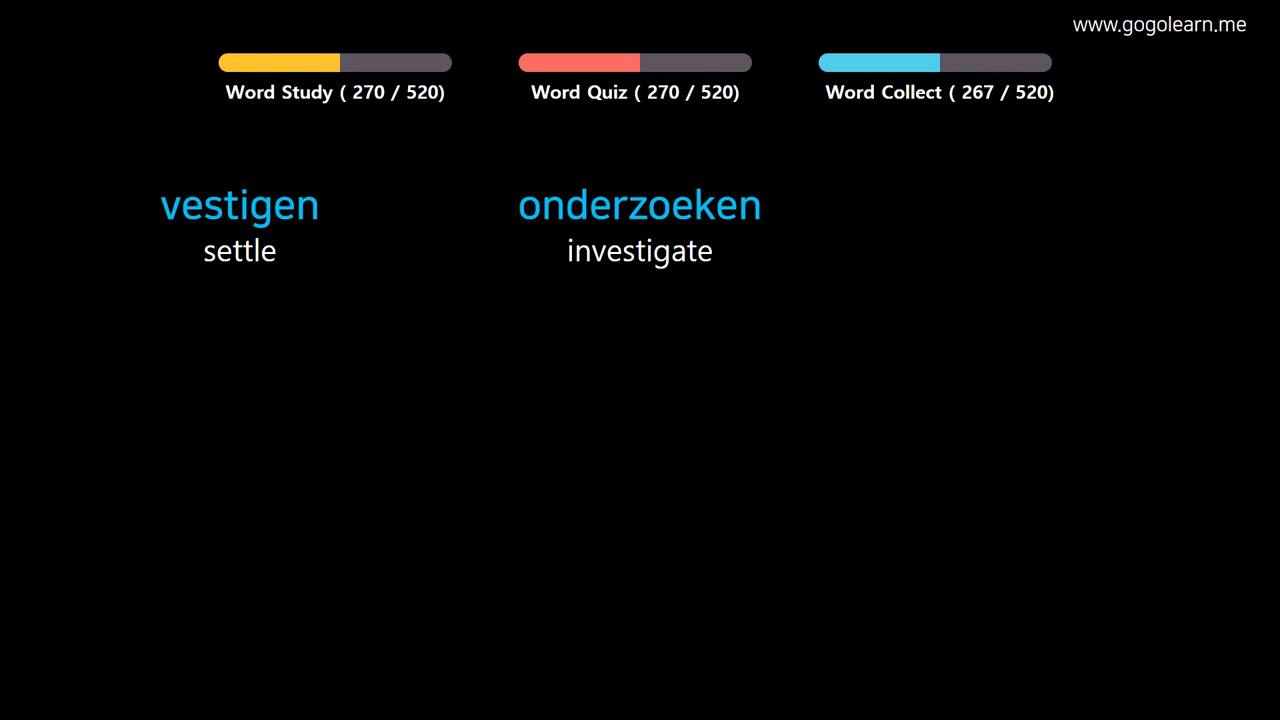 www.gogolearn.me
Word Study ( 270 / 520)
Word Quiz ( 270 / 520)
Word Collect ( 267 / 520)
vestigen
settle
onderzoeken
investigate